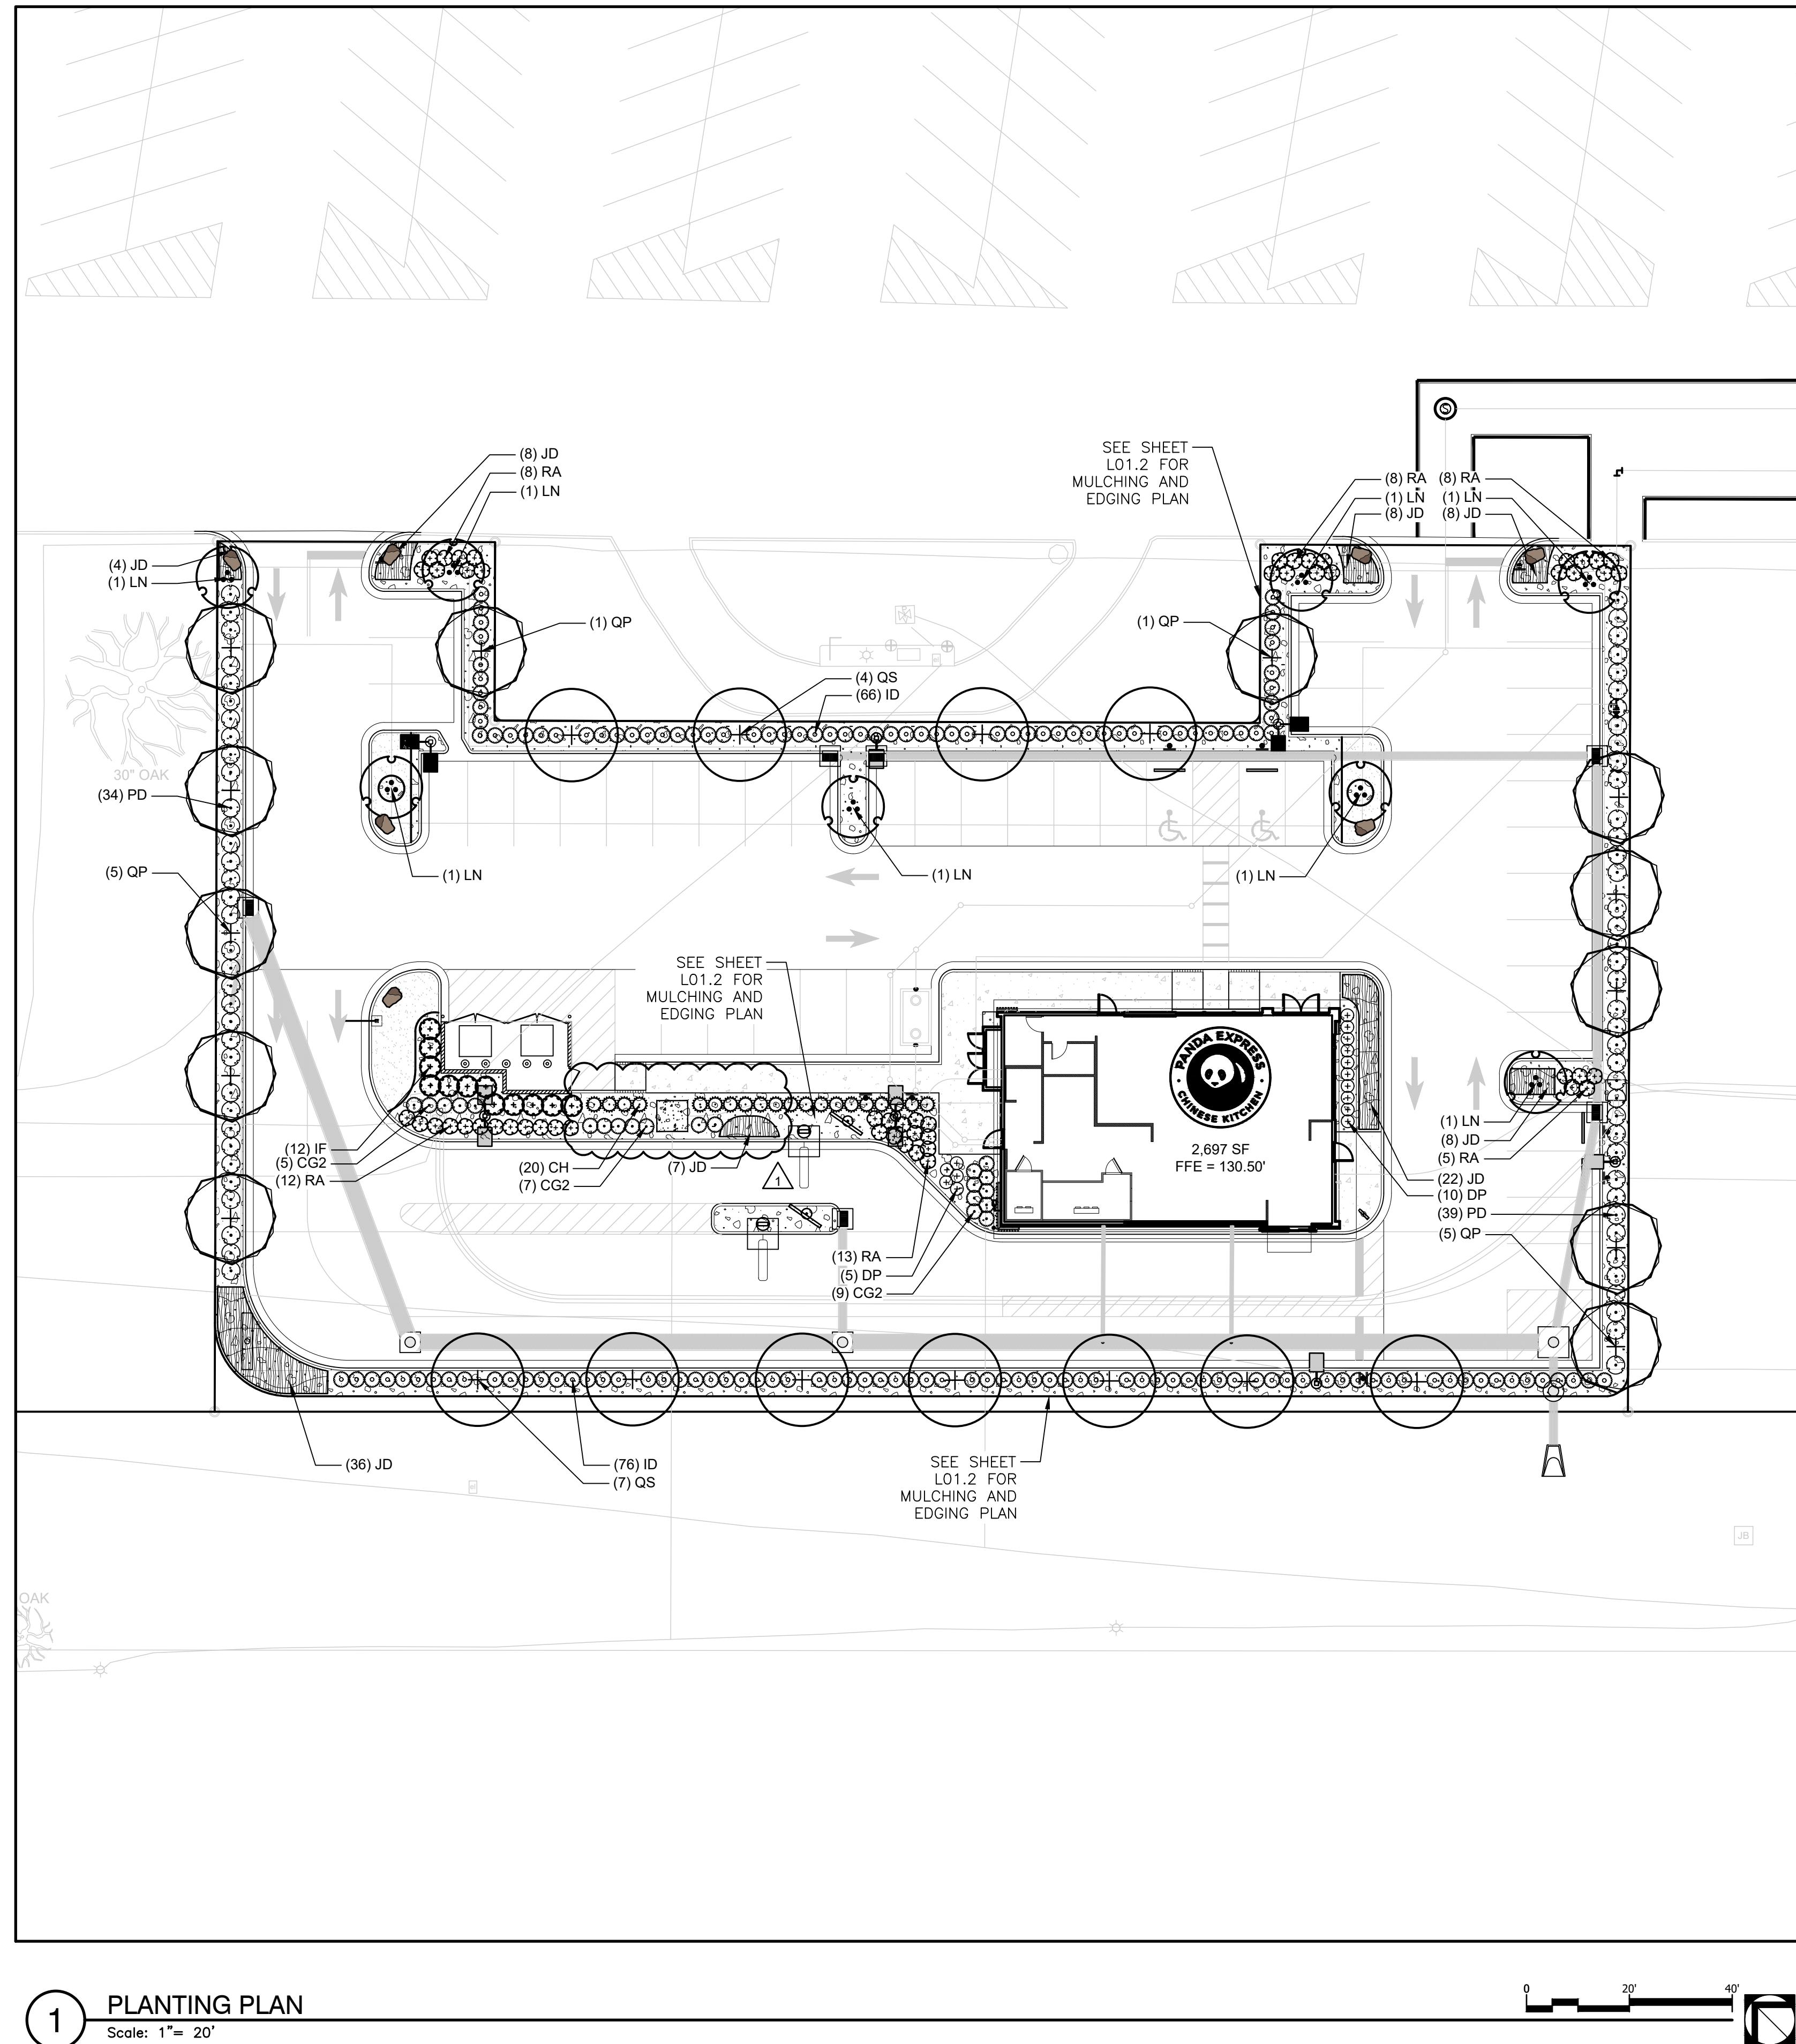 (8) JD
(8) RA
(1) LN
SEE SHEET
L01.2 FOR
MULCHING AND
EDGING PLAN
(8) RA
(1) LN
(8) JD
(8) RA
(1) LN
(8) JD
(4) JD
(1) LN
(1) QP
(1) QP
(4) QS
(66) ID
30" OAK
(34) PD
(5) QP
(1) LN
(1) LN
(1) LN
SEE SHEET
L01.2 FOR
MULCHING AND
EDGING PLAN
PANDA EXPRESS
CHINESE KITCHEN
2,697 SF
FFE = 130.50'
(12) IF
(5) CG2
(12) RA
(20) CH
(7) CG2
(7) JD
1
(13) RA
(5) DP
(9) CG2
(1) LN
(8) JD
(5) RA
(22) JD
(10) DP
(39) PD
(5) QP
(36) JD
(76) ID
(7) QS
SEE SHEET
L01.2 FOR
MULCHING AND
EDGING PLAN
JB
OAK
1
PLANTING PLAN
Scale: 1"= 20'
0 20' 40'